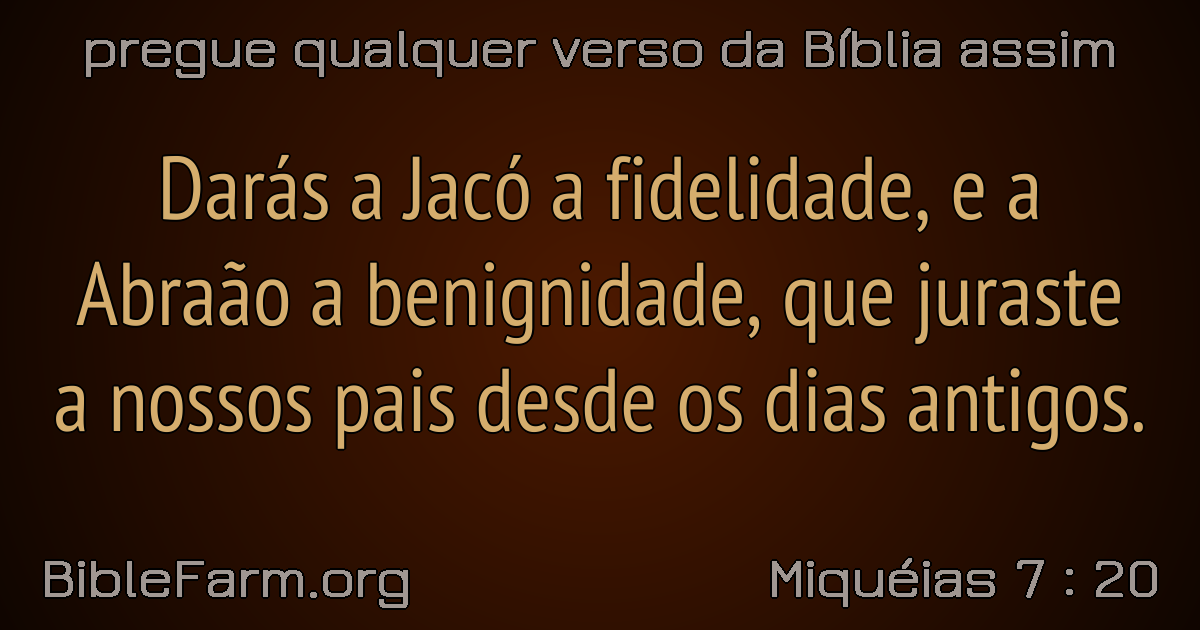 pregue qualquer verso da Bíblia assim
Darás a Jacó a fidelidade, e a
Abraão a benignidade, que juraste
a nossos pais desde os dias antigos.
BibleFarm.org
Miquéias 7 : 20